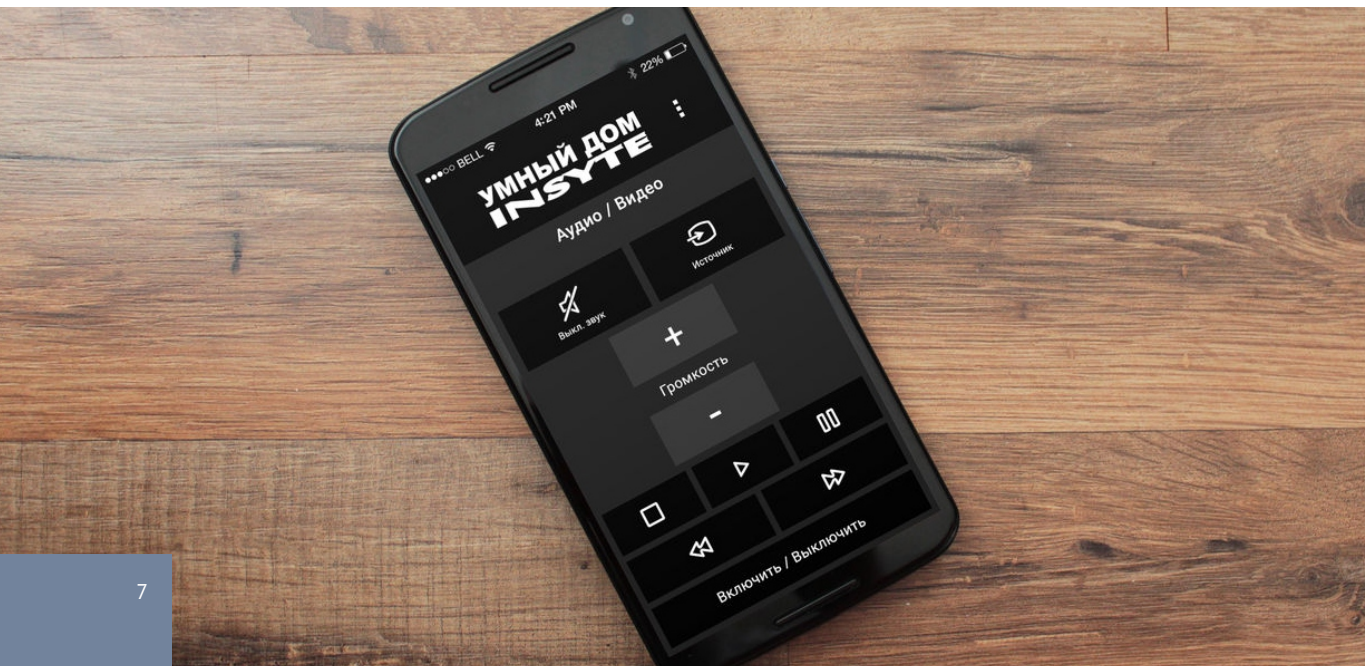 BELL
4:21 PM
22%
УМНЫЙ ДОМ
INSYTE
Аудио / Видео
Выкл. звук
Источник
+
Громкость
-
Включить / Выключить
7